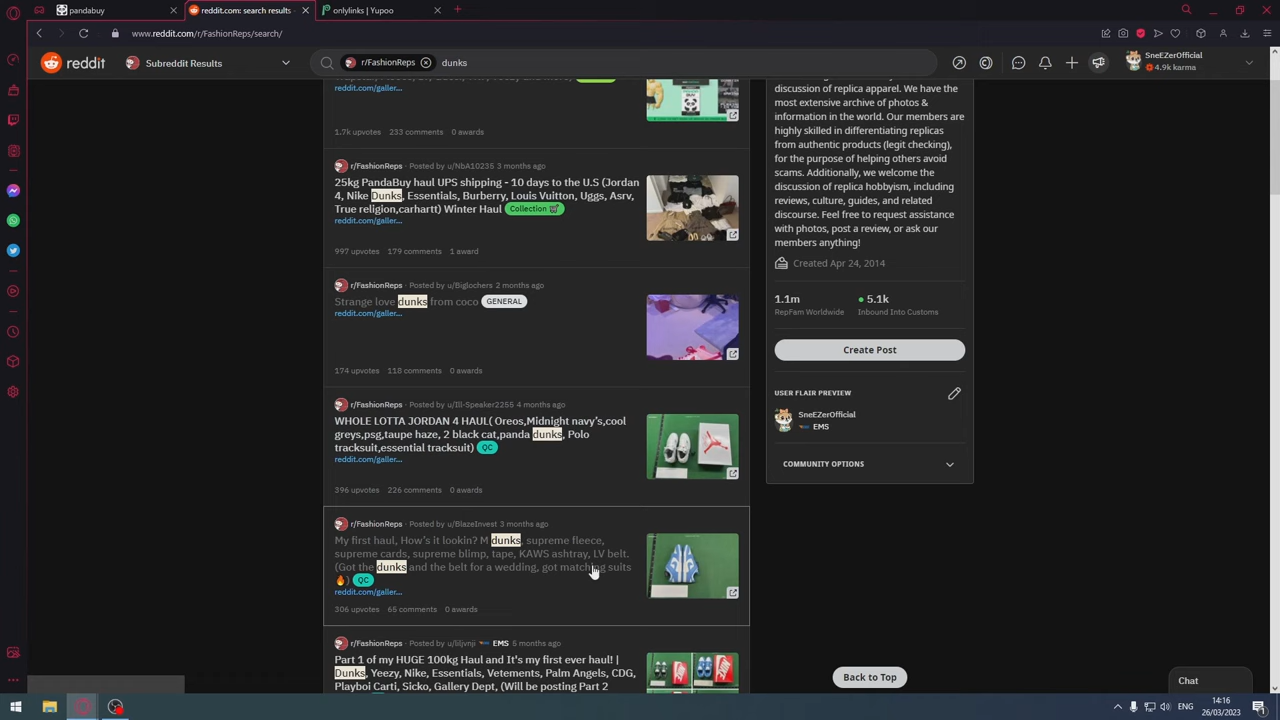 pandabuy
reddit.com: search results -
onlylinks | Yupoo
www.reddit.com/r/FashionReps/search/
reddit
Subreddit Results
r/FashionReps
dunks
SneEZerOfficial
4.9k karma
reddit.com/galler...
1.7k upvotes 233 comments 0 awards
r/FashionReps · Posted by u/NbA10235 3 months ago
25kg PandaBuy haul UPS shipping - 10 days to the U.S (Jordan
4, Nike Dunks, Essentials, Burberry, Louis Vuitton, Uggs, Asrv,
True religion,carhartt) Winter Haul Collection
reddit.com/galler...
997 upvotes 179 comments 1 award
r/FashionReps · Posted by u/Biglochers 2 months ago
Strange love dunks from coco GENERAL
reddit.com/galler...
174 upvotes 118 comments 0 awards
r/FashionReps · Posted by u/Ill-Speaker2255 4 months ago
WHOLE LOTTA JORDAN 4 HAUL( Oreos,Midnight navy’s,cool
greys,psg,taupe haze, 2 black cat,panda dunks, Polo
tracksuit,essential tracksuit) QC
reddit.com/galler...
396 upvotes 226 comments 0 awards
r/FashionReps · Posted by u/BlazeInvest 3 months ago
My first haul, How’s it lookin? M dunks, supreme fleece,
supreme cards, supreme blimp, tape, KAWS ashtray, LV belt.
(Got the dunks and the belt for a wedding, got matching suits
🔥) QC
reddit.com/galler...
306 upvotes 65 comments 0 awards
r/FashionReps · Posted by u/liljvnji EMS 5 months ago
Part 1 of my HUGE 100kg Haul and It's my first ever haul! |
Dunks, Yeezy, Nike, Essentials, Vetements, Palm Angels, CDG,
Playboi Carti, Sicko, Gallery Dept, (Will be posting Part 2
discussion of replica apparel. We have the
most extensive archive of photos &
information in the world. Our members are
highly skilled in differentiating replicas
from authentic products (legit checking),
for the purpose of helping others avoid
scams. Additionally, we welcome the
discussion of replica hobbyism, including
reviews, culture, guides, and related
discourse. Feel free to request assistance
with photos, post a review, or ask our
members anything!
Created Apr 24, 2014
1.1m 5.1k
RepFam Worldwide Inbound Into Customs
Create Post
USER FLAIR PREVIEW
SneEZerOfficial
EMS
COMMUNITY OPTIONS
Back to Top
Chat
14:16
26/03/2023